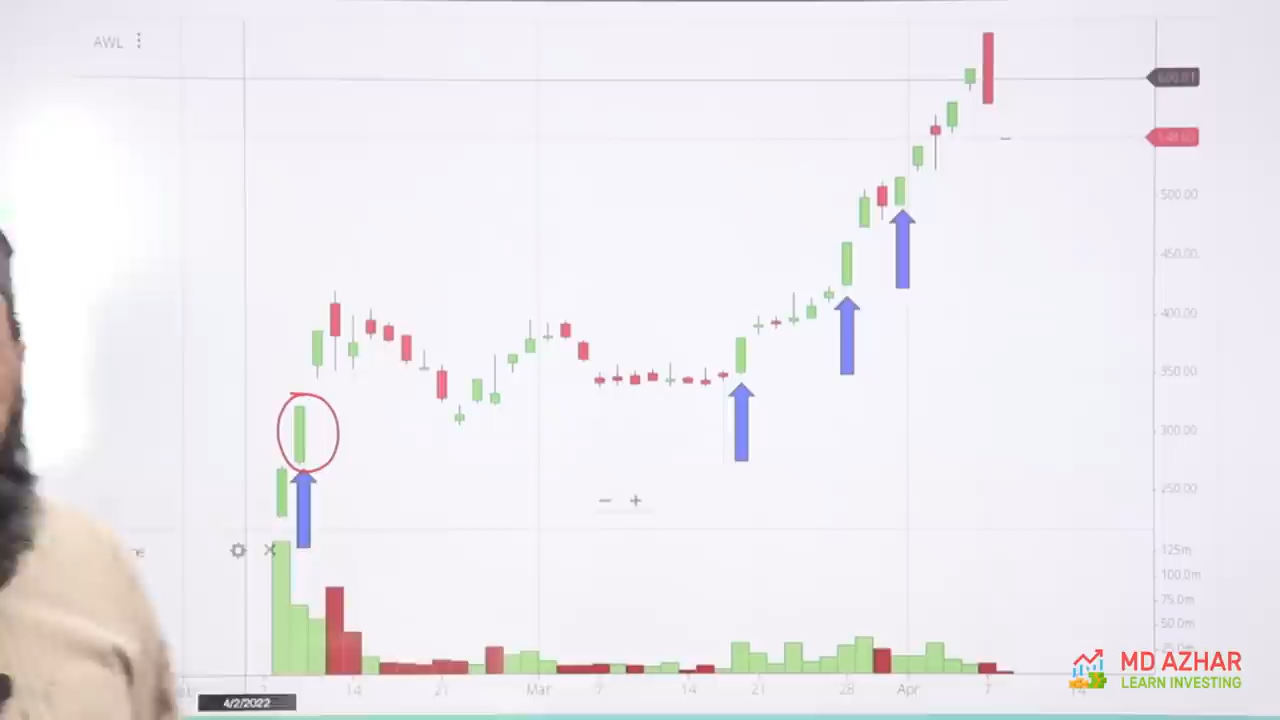 AWL
500.00
450.00
400.00
350.00
300.00
250.00
125m
100.0m
75.0m
50.0m
14
21
Mar
7
14
21
28
Apr
7
14
4/2/2022
MD AZHAR
LEARN INVESTING